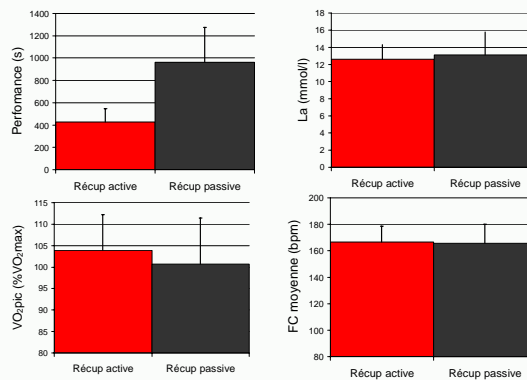 Perfomance (s)
1400
1200
1000
800
600
400
200
0
Récup active
Récup passive
La (mmol/l)
18
16
14
12
10
8
6
4
2
0
Récup active
Récup passive
VO₂pic (%VO₂max)
115
110
105
100
95
90
85
80
Récup active
Récup passive
FC moyenne (bpm)
200
180
160
140
120
100
80
Récup active
Récup passive